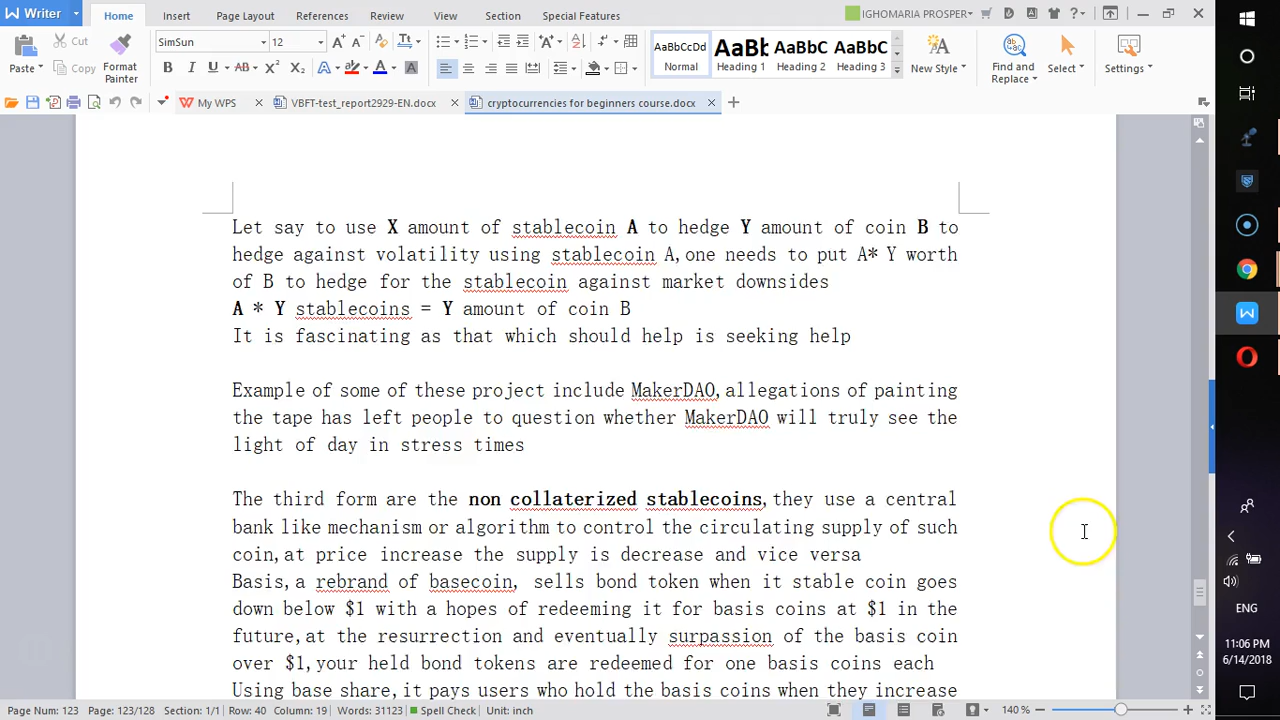 Writer
Home
Insert
Page Layout
References
Review
View
Section
Special Features
IGHOMARIA PROSPER
Paste
Cut
Copy
Format Painter
SimSun
12
B I U AB X² X₂
AaBbCcDd Normal
AaBb Heading 1
AaBbC Heading 2
AaBbC Heading 3
New Style
Find and Replace
Select
Settings
My WPS
VBFT-test_report2929-EN.docx
cryptocurrencies for beginners course.docx
Let say to use X amount of stablecoin A to hedge Y amount of coin B to
hedge against volatility using stablecoin A,one needs to put A* Y worth
of B to hedge for the stablecoin against market downsides
A * Y stablecoins = Y amount of coin B
It is fascinating as that which should help is seeking help
Example of some of these project include MakerDAO,allegations of painting
the tape has left people to question whether MakerDAO will truly see the
light of day in stress times
The third form are the non collaterized stablecoins,they use a central
bank like mechanism or algorithm to control the circulating supply of such
coin,at price increase the supply is decrease and vice versa
Basis,a rebrand of basecoin, sells bond token when it stable coin goes
down below $1 with a hopes of redeeming it for basis coins at $1 in the
future,at the resurrection and eventually surpassion of the basis coin
over $1,your held bond tokens are redeemed for one basis coins each
Using base share,it pays users who hold the basis coins when they increase
Page Num: 123
Page: 123/128
Section: 1/1
Row: 40
Column: 19
Words: 31123
Spell Check
Unit: inch
140 %
ENG
11:06 PM
6/14/2018